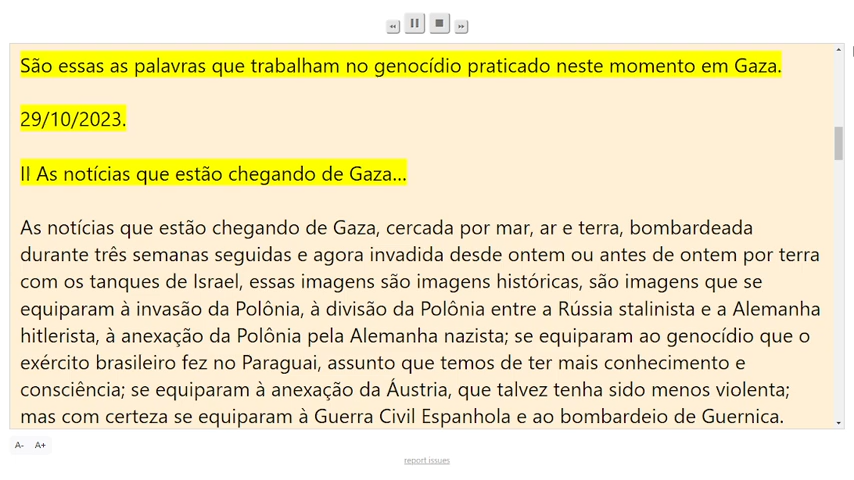 São essas as palavras que trabalham no genocídio praticado neste momento em Gaza.
29/10/2023.
II As notícias que estão chegando de Gaza...
As notícias que estão chegando de Gaza, cercada por mar, ar e terra, bombardeada
durante três semanas seguidas e agora invadida desde ontem ou antes de ontem por terra
com os tanques de Israel, essas imagens são imagens históricas, são imagens que se
equiparam à invasão da Polônia, à divisão da Polônia entre a Rússia stalinista e a Alemanha
hitlerista, à anexação da Polônia pela Alemanha nazista; se equiparam ao genocídio que o
exército brasileiro fez no Paraguai, assunto que temos de ter mais conhecimento e
consciência; se equiparam à anexação da Áustria, que talvez tenha sido menos violenta;
mas com certeza se equiparam à Guerra Civil Espanhola e ao bombardeio de Guernica.
A- A+
report issues